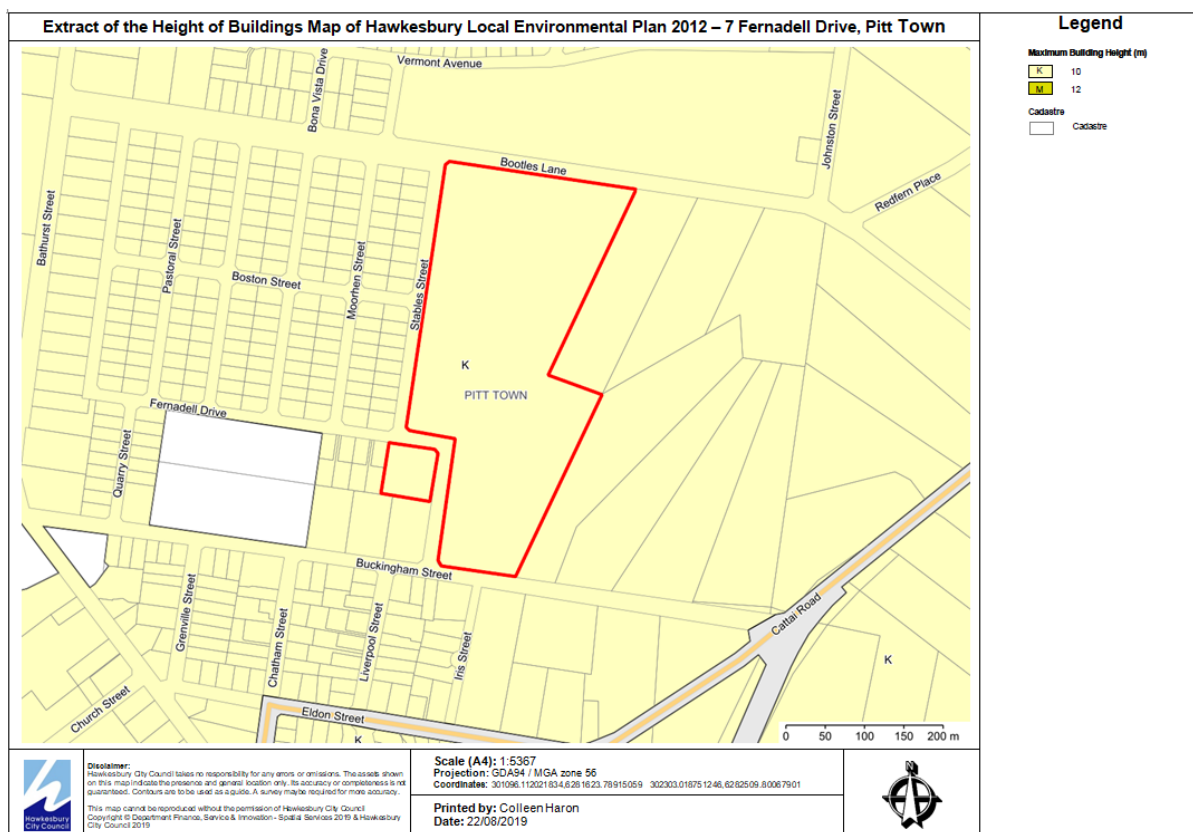 Extract of the Height of Buildings Map of Hawkesbury Local Environmental Plan 2012 – 7 Fernadell Drive, Pitt Town
Legend
Maximum Building Height (m)
K 10
M 12
Cadastre
Cadastre
Vermont Avenue
Bona Vista Drive
Johnston Street
Bootles Lane
Redfern Place
Bathurst Street
Pastoral Street
Boston Street
Moorhen Street
Stables Street
K
PITT TOWN
Fernadell Drive
Quarry Street
Buckingham Street
Grenville Street
Chatham Street
Liverpool Street
Iris Street
Cattai Road
K
Church Street
Eldon Street
K
0 50 100 150 200 m
Hawkesbury
City Council
Disclaimer:
Hawkesbury City Council takes no responsibility for any errors or omissions. The assets shown
on this map indicate the presence and general location only. Its accuracy or completeness is not
guaranteed. Contours are to be used as a guide. A survey maybe required for more accuracy.
This map cannot be reproduced without the permission of Hawkesbury City Council
Copyright © Department Finance, Service & Innovation - Spatial Services 2019 & Hawkesbury
City Council 2019
Scale (A4): 1:5367
Projection: GDA94 / MGA zone 56
Coordinates: 301096.112021834,6281623.78915059 302303.018751246,6282509.80067901
Printed by: Colleen Haron
Date: 22/08/2019
N